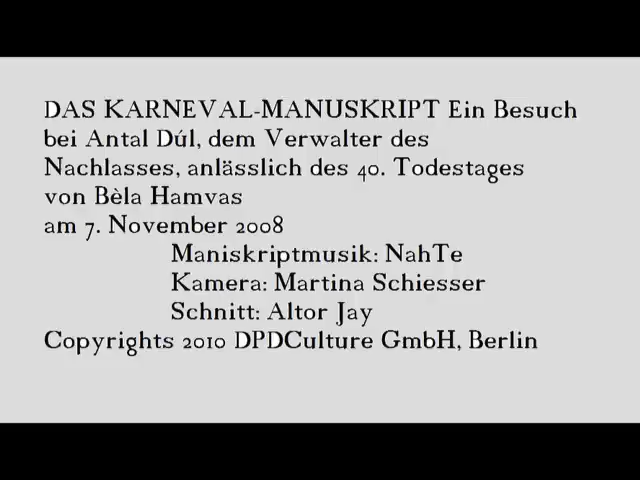 DAS KARNEVAL-MANUSKRIPT Ein Besuch
bei Antal Dúl, dem Verwalter des
Nachlasses, anlässlich des 40. Todestages
von Bèla Hamvas
am 7. November 2008
Maniskriptmusik: NahTe
Kamera: Martina Schiesser
Schnitt: Altor Jay
Copyrights 2010 DPDCulture GmbH, Berlin